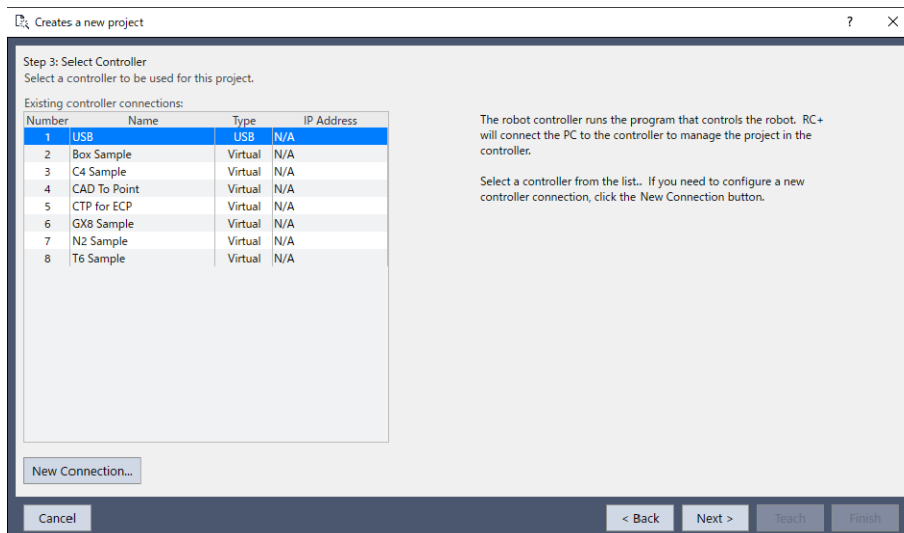 Creates a new project
Step 3: Select Controller
Select a controller to be used for this project.
Existing controller connections:
Number Name Type IP Address
1 USB USB N/A
2 Box Sample Virtual N/A
3 C4 Sample Virtual N/A
4 CAD To Point Virtual N/A
5 CTP for ECP Virtual N/A
6 GX8 Sample Virtual N/A
7 N2 Sample Virtual N/A
8 T6 Sample Virtual N/A
The robot controller runs the program that controls the robot.  RC+
will connect the PC to the controller to manage the project in the
controller.
Select a controller from the list..  If you need to configure a new
controller connection, click the New Connection button.
New Connection...
Cancel
< Back
Next >
Teach
Finish